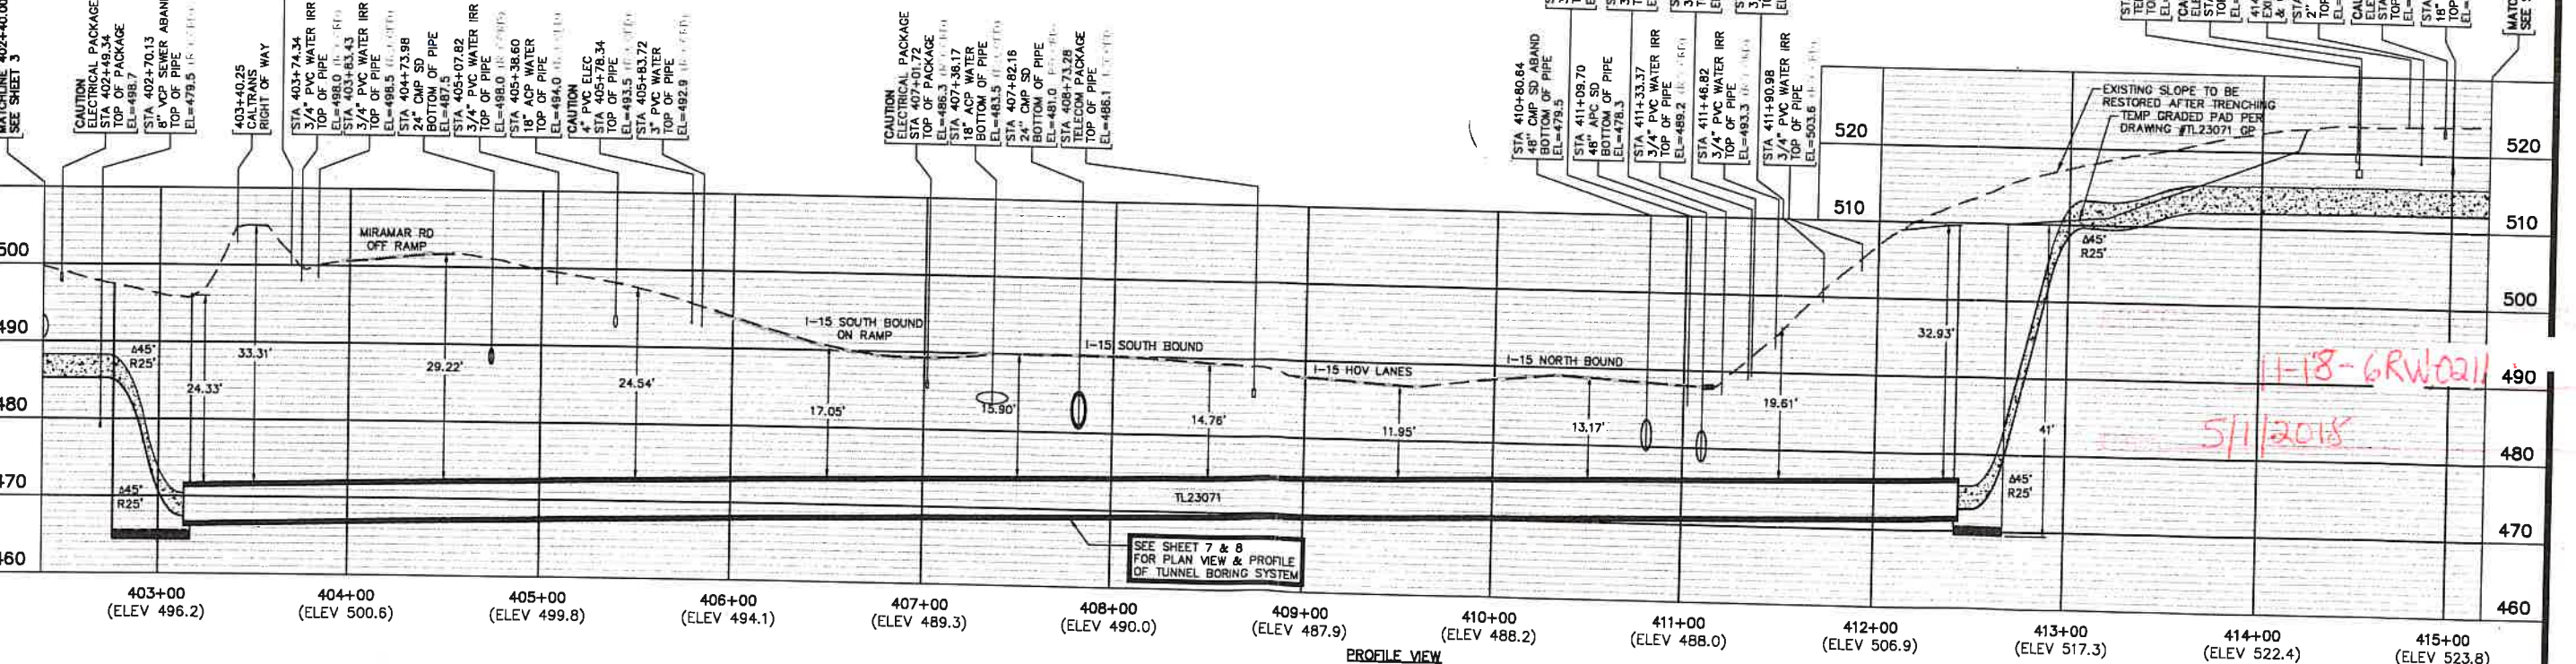 MATCHLINE 402+40.00
SEE SHEET 3
CAUTION
ELECTRICAL PACKAGE
STA 402+49.34
TOP OF PACKAGE
EL=498.7
STA 402+70.13
8" VCP SEWER ABAN
TOP OF PIPE
EL=479.5
403+40.25
CALTRANS
RIGHT OF WAY
STA 403+74.34
3/4" PVC WATER IRR
TOP OF PIPE
EL=498.0
STA 403+83.43
3/4" PVC WATER IRR
TOP OF PIPE
EL=498.5
STA 404+73.98
24" CMP SD
BOTTOM OF PIPE
EL=487.5
STA 405+07.82
3/4" PVC WATER IRR
TOP OF PIPE
EL=498.0
STA 405+38.60
18" ACP WATER
TOP OF PIPE
EL=494.0
CAUTION
4" PVC ELEC
STA 405+78.34
TOP OF PIPE
EL=493.5
STA 405+83.72
3" PVC WATER
TOP OF PIPE
EL=492.9
CAUTION
ELECTRICAL PACKAGE
STA 407+01.72
TOP OF PACKAGE
EL=486.3
STA 407+36.17
18" ACP WATER
BOTTOM OF PIPE
EL=483.5
STA 407+82.16
24" CMP SD
BOTTOM OF PIPE
EL=481.0
STA 408+73.28
TELECOM PACKAGE
TOP OF PIPE
EL=486.1
STA 410+80.64
48" CMP SD ABAND
BOTTOM OF PIPE
EL=479.5
STA 411+09.70
48" APC SD
BOTTOM OF PIPE
EL=478.3
STA 411+33.37
3/4" PVC WATER IRR
TOP OF PIPE
EL=489.2
STA 411+46.82
3/4" PVC WATER IRR
TOP OF PIPE
EL=493.3
STA 411+90.98
3/4" PVC WATER IRR
TOP OF PIPE
EL=503.6
EXISTING SLOPE TO BE
RESTORED AFTER TRENCHING
TEMP GRADED PAD PER
DRAWING #TL23071 GP
520
510
500
490
480
470
460
520
510
500
490
480
470
460
MIRAMAR RD
OFF RAMP
I-15 SOUTH BOUND
ON RAMP
I-15 SOUTH BOUND
I-15 HOV LANES
I-15 NORTH BOUND
Δ45'
R25'
Δ45'
R25'
24.33'
33.31'
29.22'
24.54'
17.05'
15.90'
14.76'
11.95'
13.17'
19.61'
32.93'
41'
Δ45'
R25'
Δ45'
R25'
11-18-6RW-0211
5/1/2015
TL23071
SEE SHEET 7 & 8
FOR PLAN VIEW & PROFILE
OF TUNNEL BORING SYSTEM
403+00
(ELEV 496.2)
404+00
(ELEV 500.6)
405+00
(ELEV 499.8)
406+00
(ELEV 494.1)
407+00
(ELEV 489.3)
408+00
(ELEV 490.0)
409+00
(ELEV 487.9)
410+00
(ELEV 488.2)
411+00
(ELEV 488.0)
412+00
(ELEV 506.9)
413+00
(ELEV 517.3)
414+00
(ELEV 522.4)
415+00
(ELEV 523.8)
PROFILE VIEW